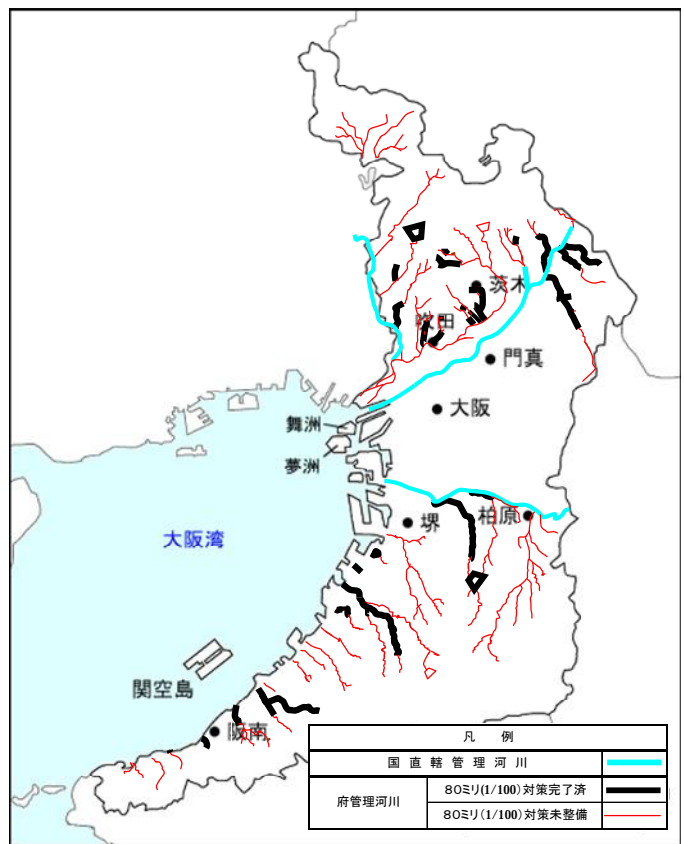 茨木
吹田
門真
大阪
舞洲
夢洲
柏原
堺
大阪湾
関空島
阪南
凡 例
国 直 轄 管 理 河 川
府管理河川
80ミリ(1/100)対策完了済
80ミリ(1/100)対策未整備